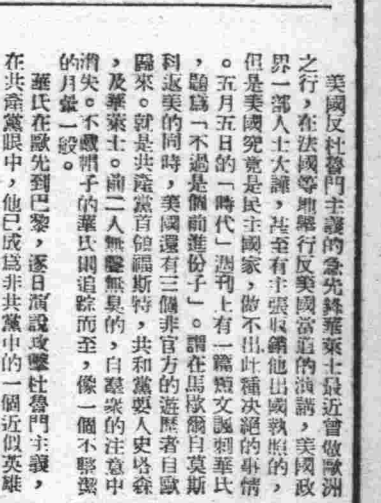 美國反杜魯門主義的急先鋒華萊士最近曾做歐洲
之行，在法國等地舉行反美國當道的演講，美國政
界一部人士大譁，甚至有主張吊銷他出國執照的，
但是美國究竟是民主國家，做不出此種決絕的事情
。五月五日的「時代」週刊上有一篇短文諷刺華氏
，題爲「不過是個前進份子」。謂在馬歇爾自莫斯
科返美的同時，美國還有三個非官方的遊歷者自歐
歸來。就是共產黨首領福斯特，共和黨要人史塔森
，及華萊士。前二人無聲無臭的，自羣衆的注意中
消失。不戴帽子的華氏則追踪而至，像一個不整潔
的月暈一般。
華氏在歐先到巴黎，逐日演說攻擊杜魯門主義，
在共產黨眼中，他已成爲非共黨中的一個近似英雄